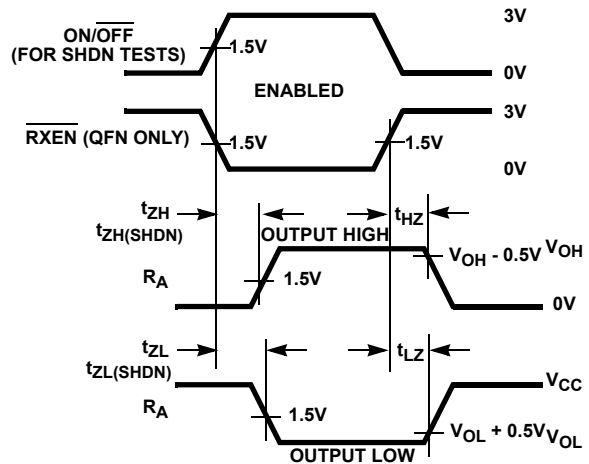 3V
ON/OFF
(FOR SHDN TESTS)
1.5V
0V
ENABLED
3V
RXEN (QFN ONLY)
1.5V
1.5V
0V
tZH
tZH(SHDN)
tHZ
OUTPUT HIGH
VOH - 0.5V VOH
RA
1.5V
0V
tZL
tZL(SHDN)
tLZ
VCC
RA
1.5V
VOL + 0.5V VOL
OUTPUT LOW